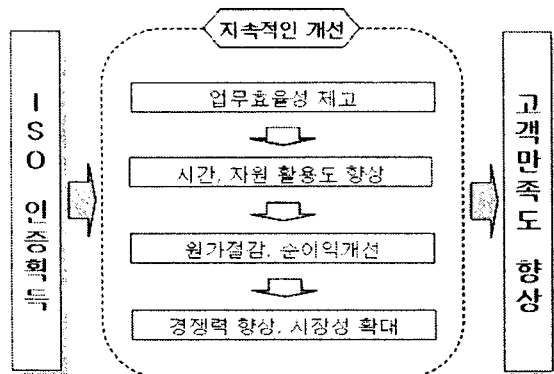 지속적인 개선
ISO 인증획득
업무효율성 제고
시간, 자원 활용도 향상
원가절감, 순이익개선
경쟁력 향상, 시장성 확대
고객만족도 향상